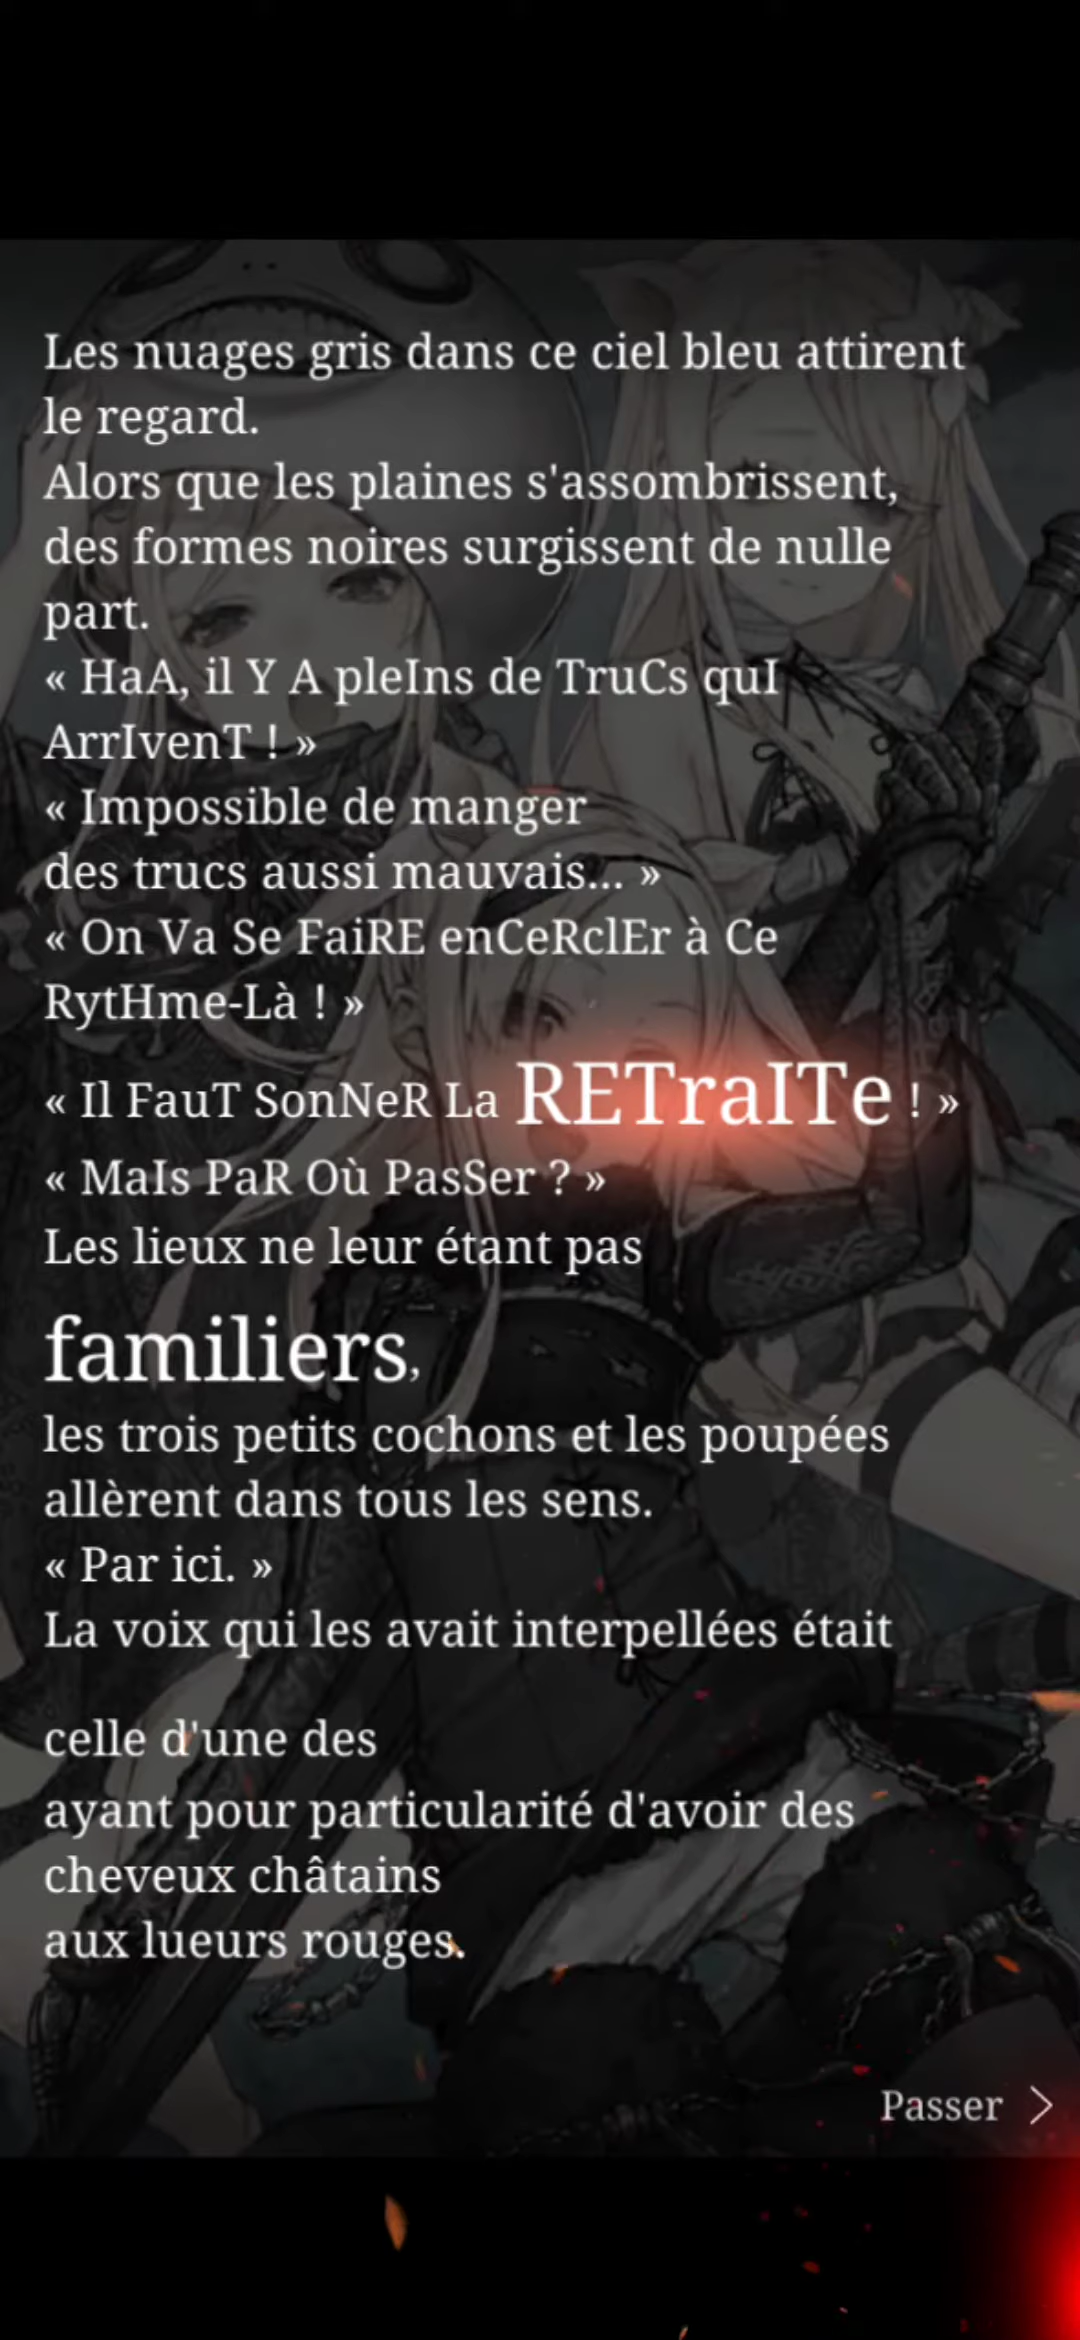 Les nuages gris dans ce ciel bleu attirent
le regard.
Alors que les plaines s'assombrissent,
des formes noires surgissent de nulle
part.
« HaA, il Y A pleIns de TruCs quI
ArrIvenT ! »
« Impossible de manger
des trucs aussi mauvais... »
« On Va Se FaiRE enCeRclEr à Ce
RytHme-Là ! »
« Il FauT SonNeR La RETraITe ! »
« MaIs PaR Où PasSer ? »
Les lieux ne leur étant pas
familiers,
les trois petits cochons et les poupées
allèrent dans tous les sens.
« Par ici. »
La voix qui les avait interpellées était
celle d'une des
ayant pour particularité d'avoir des
cheveux châtains
aux lueurs rouges.
Passer >